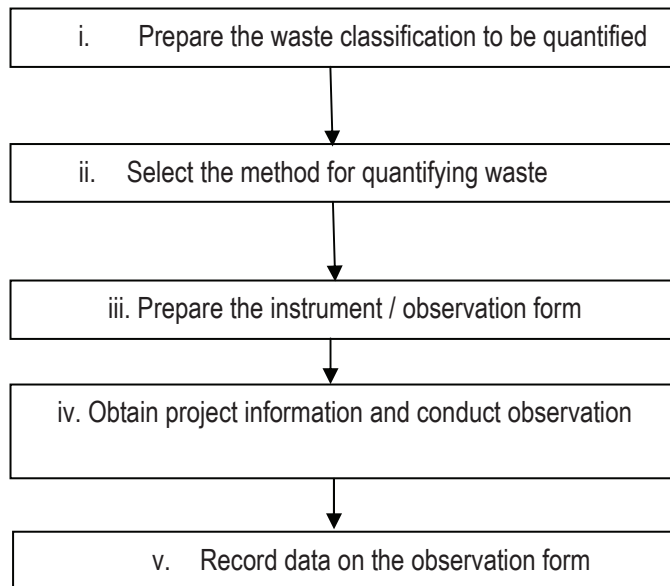 i. Prepare the waste classification to be quantified
ii. Select the method for quantifying waste
iii. Prepare the instrument / observation form
iv. Obtain project information and conduct observation
v. Record data on the observation form